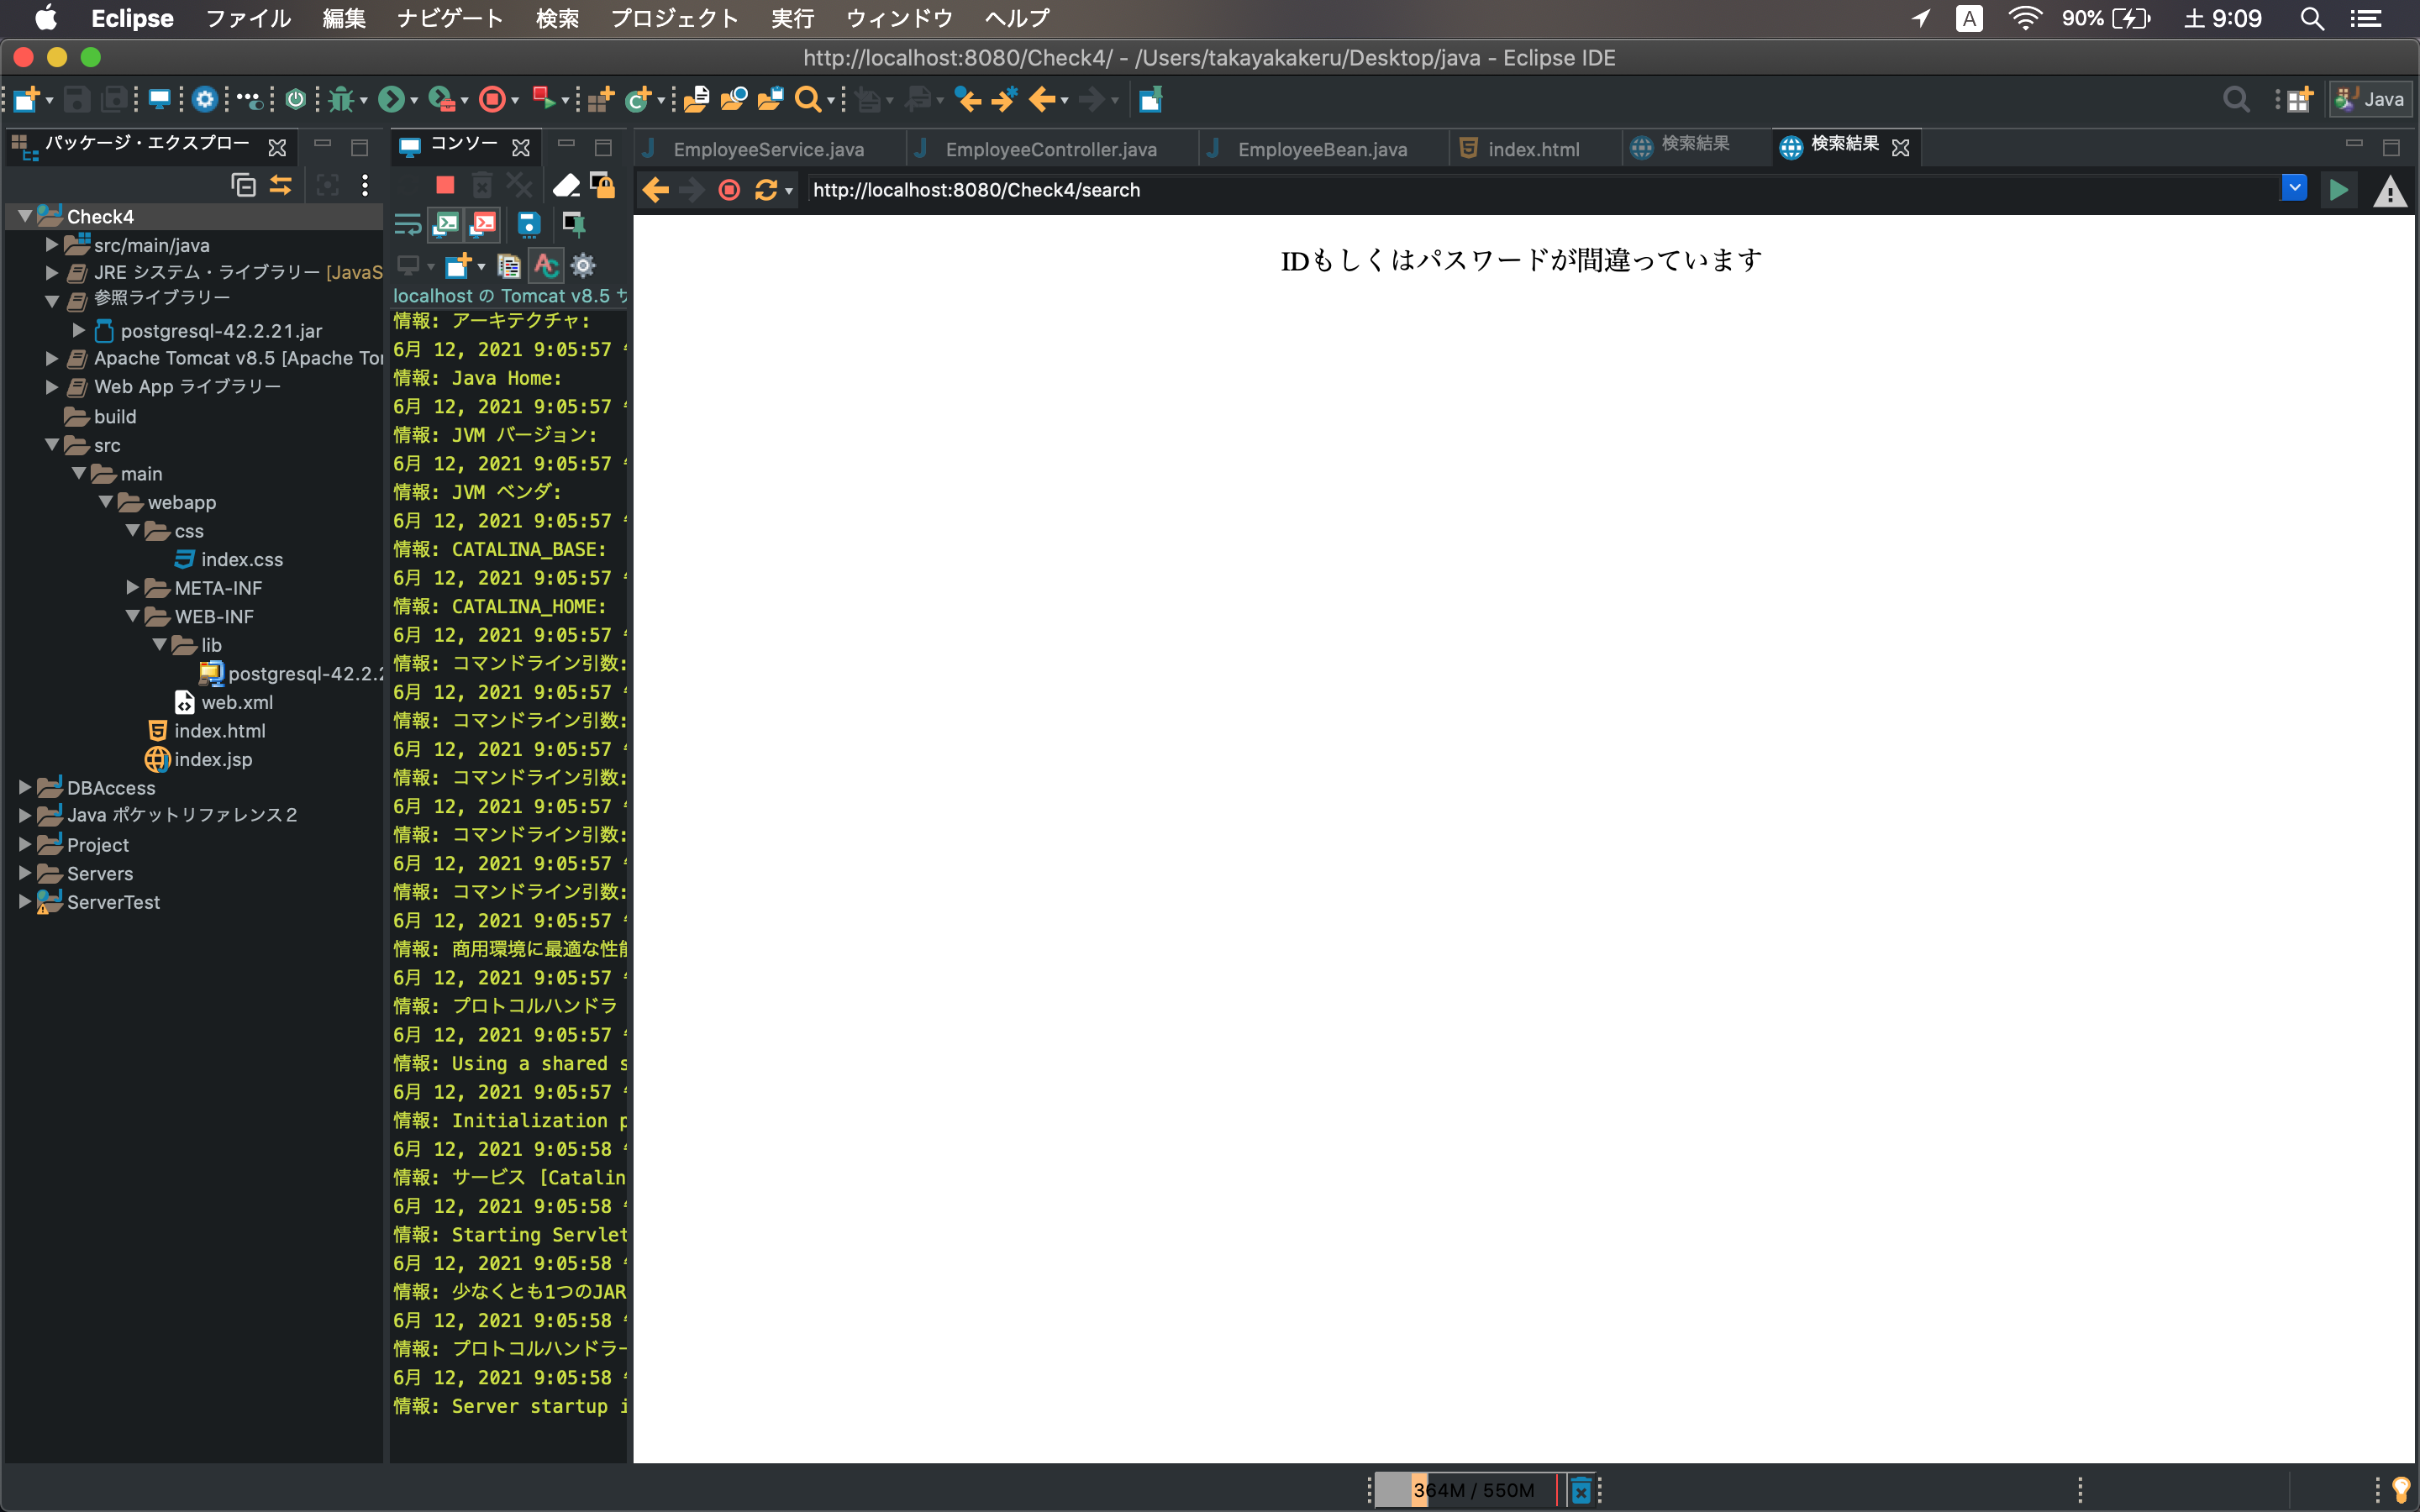 Eclipse ファイル 編集 ナビゲート 検索 プロジェクト 実行 ウィンドウ ヘルプ A 90% 土 9:09
http://localhost:8080/Check4/ - /Users/takayakakeru/Desktop/java - Eclipse IDE
Java
パッケージ・エクスプロー
Check4
src/main/java
JRE システム・ライブラリー [JavaS
参照ライブラリー
postgresql-42.2.21.jar
Apache Tomcat v8.5 [Apache Tor
Web App ライブラリー
build
src
main
webapp
css
index.css
META-INF
WEB-INF
lib
postgresql-42.2.2
web.xml
index.html
index.jsp
DBAccess
Java ポケットリファレンス２
Project
Servers
ServerTest
コンソー
localhost の Tomcat v8.5 サ
情報: アーキテクチャ:
6月 12, 2021 9:05:57
情報: Java Home:
6月 12, 2021 9:05:57
情報: JVM バージョン:
6月 12, 2021 9:05:57
情報: JVM ベンダ:
6月 12, 2021 9:05:57
情報: CATALINA_BASE:
6月 12, 2021 9:05:57
情報: CATALINA_HOME:
6月 12, 2021 9:05:57
情報: コマンドライン引数:
6月 12, 2021 9:05:57
情報: コマンドライン引数:
6月 12, 2021 9:05:57
情報: コマンドライン引数:
6月 12, 2021 9:05:57
情報: コマンドライン引数:
6月 12, 2021 9:05:57
情報: コマンドライン引数:
6月 12, 2021 9:05:57
情報: 商用環境に最適な性能
6月 12, 2021 9:05:57
情報: プロトコルハンドラ
6月 12, 2021 9:05:57
情報: Using a shared s
6月 12, 2021 9:05:57
情報: Initialization p
6月 12, 2021 9:05:58
情報: サービス [Catalin
6月 12, 2021 9:05:58
情報: Starting Servlet
6月 12, 2021 9:05:58
情報: 少なくとも1つのJAR
6月 12, 2021 9:05:58
情報: プロトコルハンドラー
6月 12, 2021 9:05:58
情報: Server startup i
EmployeeService.java EmployeeController.java EmployeeBean.java index.html 検索結果 検索結果
http://localhost:8080/Check4/search
IDもしくはパスワードが間違っています
364M / 550M